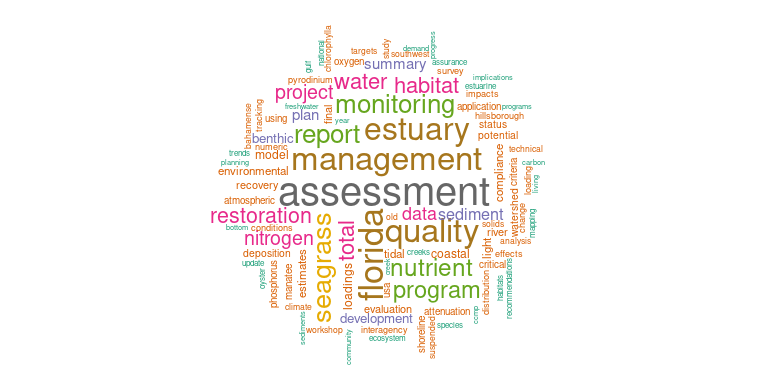 demand
progress
study
targets
southwest
national
chlorophylla
oxygen
summary
assurance
gulf
survey
implications
pyrodinium
water
habitat
estuarine
project
impacts
freshwater
monitoring
application
programs
tracking
final
plan
year
hillsborough
bahamense
using
report
estuary
status
potential
benthic
numeric
technical
trends
model
management
compliance
criteria
carbon
planning
environmental
loading
living
recovery
assessment
atmospheric
watershed
change
mapping
restoration
seagrass
total
florida
old
data
sediment
solids
bottom
conditions
nitrogen
quality
river
light
analysis
deposition
tidal
creeks
coastal
effects
update
oyster
phosphorus
manatee
estimates
loadings
creek
nutrient
critical
distribution
habitats
recommendations
usa
program
climate
evaluation
attenuation
ccmp
sediments
development
species
shoreline
suspended
workshop
interagency
community
ecosystem